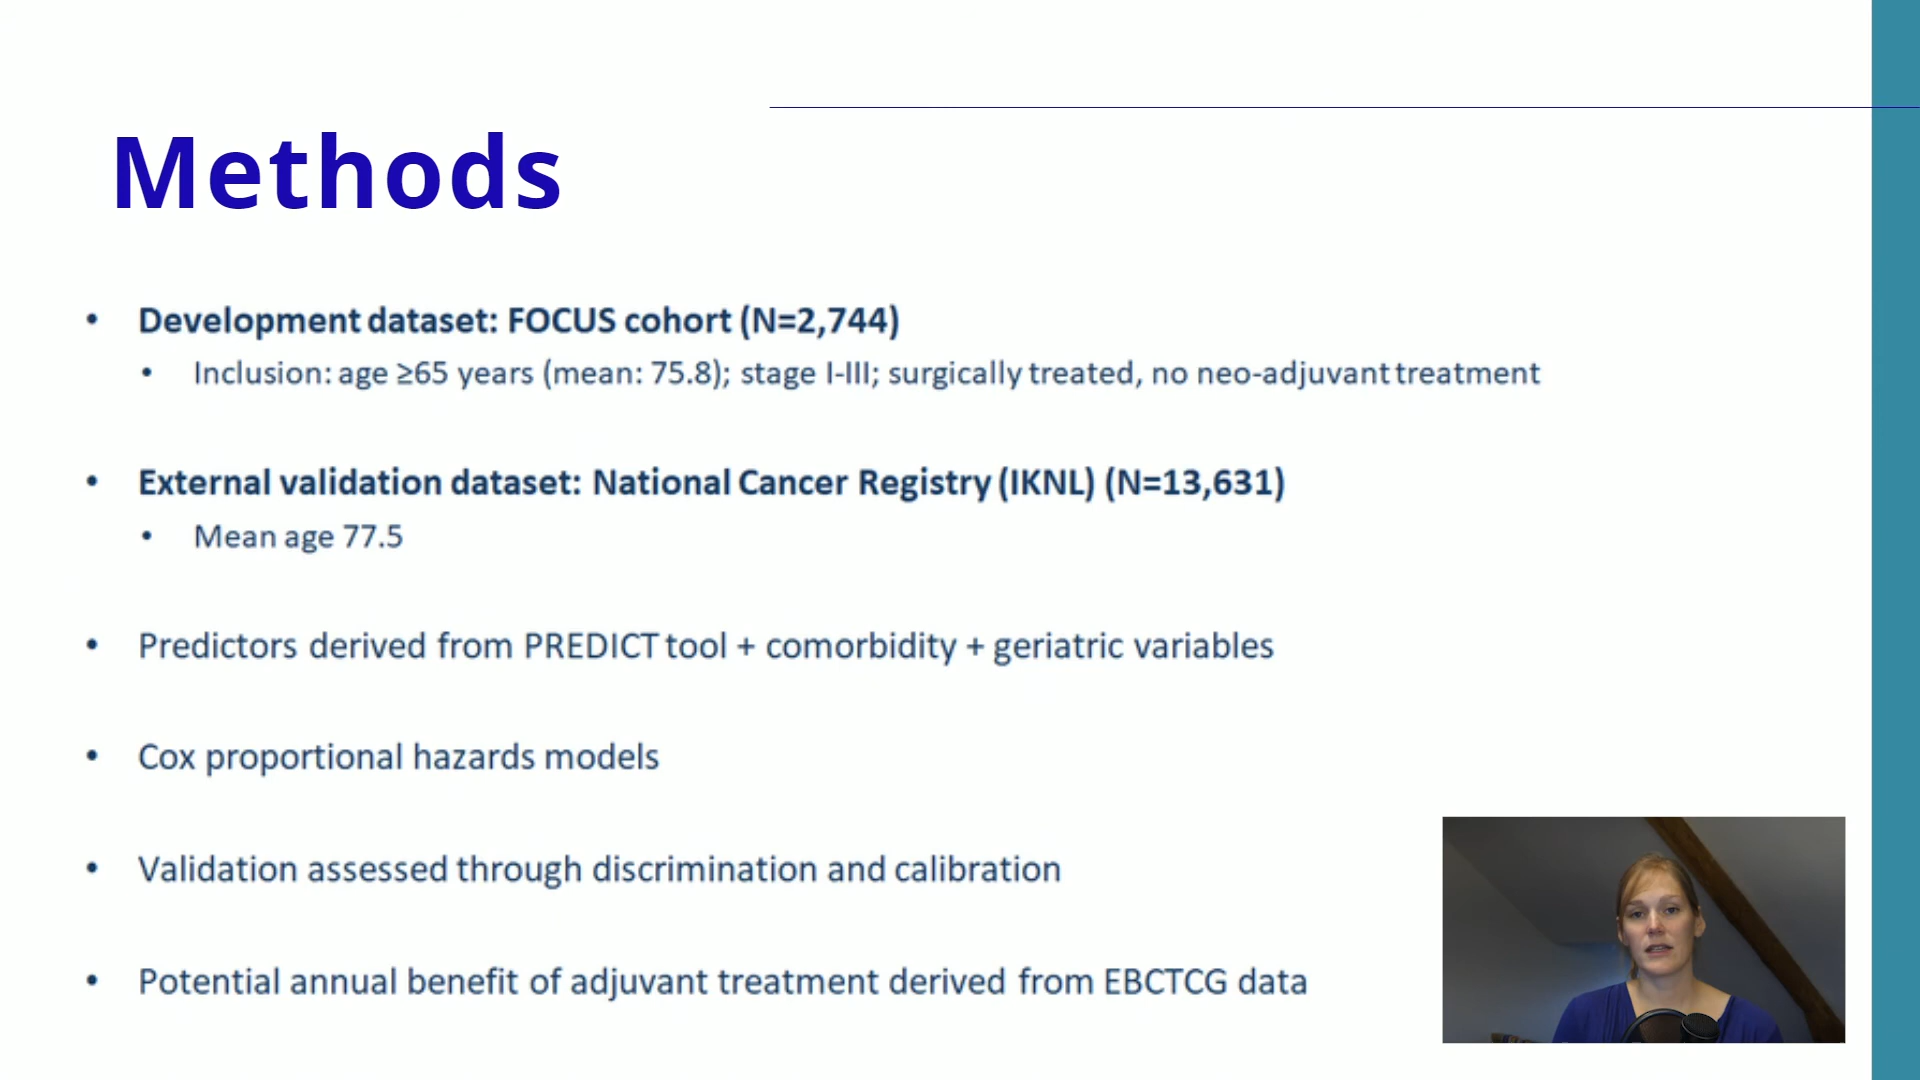 Methods
• Development dataset: FOCUS cohort (N=2,744)
• Inclusion: age ≥65 years (mean: 75.8); stage I-III; surgically treated, no neo-adjuvant treatment
• External validation dataset: National Cancer Registry (IKNL) (N=13,631)
• Mean age 77.5
• Predictors derived from PREDICT tool + comorbidity + geriatric variables
• Cox proportional hazards models
• Validation assessed through discrimination and calibration
• Potential annual benefit of adjuvant treatment derived from EBCTCG data